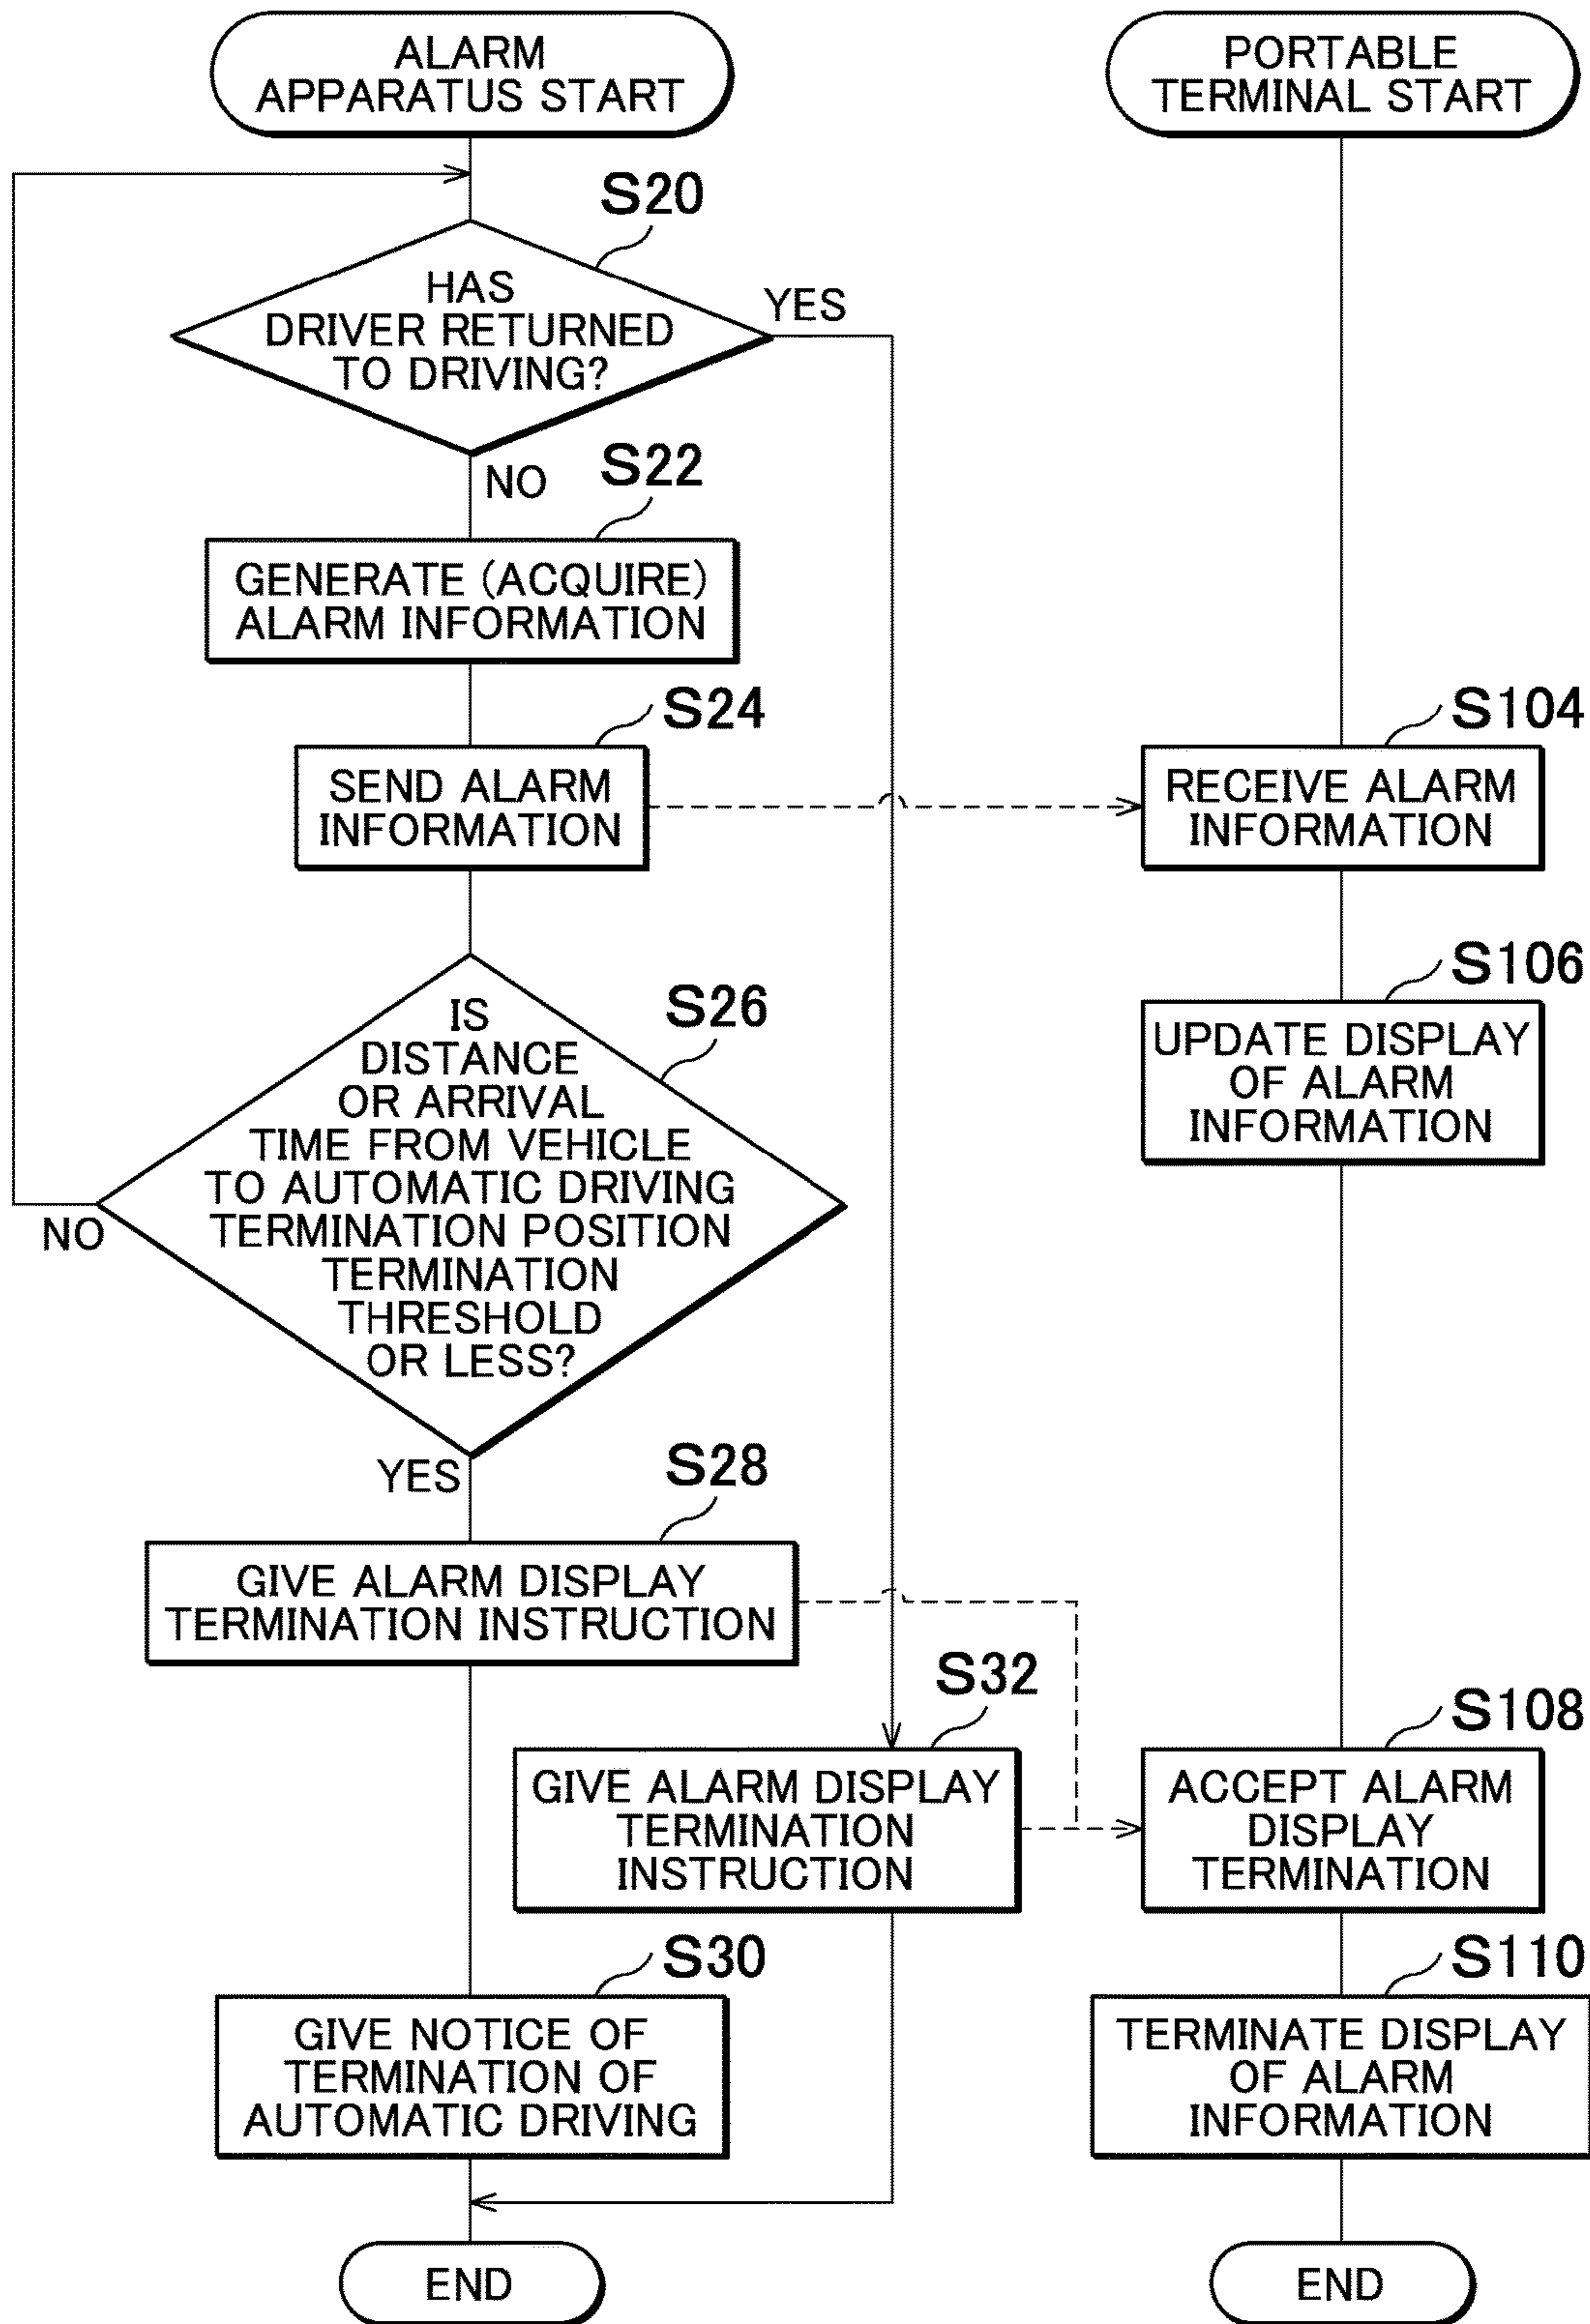 ALARM
APPARATUS START
S20
HAS
DRIVER RETURNED
TO DRIVING?
YES
NO
S22
GENERATE (ACQUIRE)
ALARM INFORMATION
S24
SEND ALARM
INFORMATION
S26
IS
DISTANCE
OR ARRIVAL
TIME FROM VEHICLE
TO AUTOMATIC DRIVING
TERMINATION POSITION
TERMINATION
THRESHOLD
OR LESS?
NO
YES
S28
GIVE ALARM DISPLAY
TERMINATION INSTRUCTION
S32
GIVE ALARM DISPLAY
TERMINATION
INSTRUCTION
S30
GIVE NOTICE OF
TERMINATION OF
AUTOMATIC DRIVING
END
PORTABLE
TERMINAL START
S104
RECEIVE ALARM
INFORMATION
S106
UPDATE DISPLAY
OF ALARM
INFORMATION
S108
ACCEPT ALARM
DISPLAY
TERMINATION
S110
TERMINATE DISPLAY
OF ALARM
INFORMATION
END